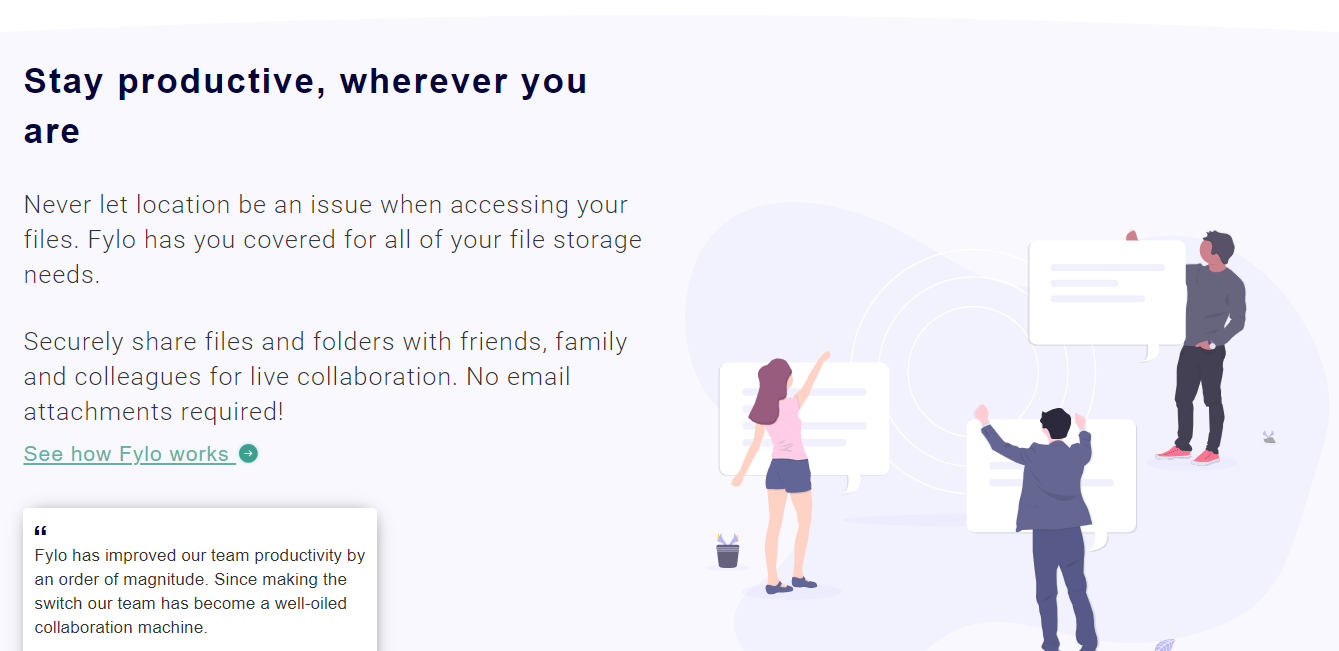 Stay productive, wherever you
are
Never let location be an issue when accessing your
files. Fylo has you covered for all of your file storage
needs.
Securely share files and folders with friends, family
and colleagues for live collaboration. No email
attachments required!
See how Fylo works
“
Fylo has improved our team productivity by
an order of magnitude. Since making the
switch our team has become a well-oiled
collaboration machine.